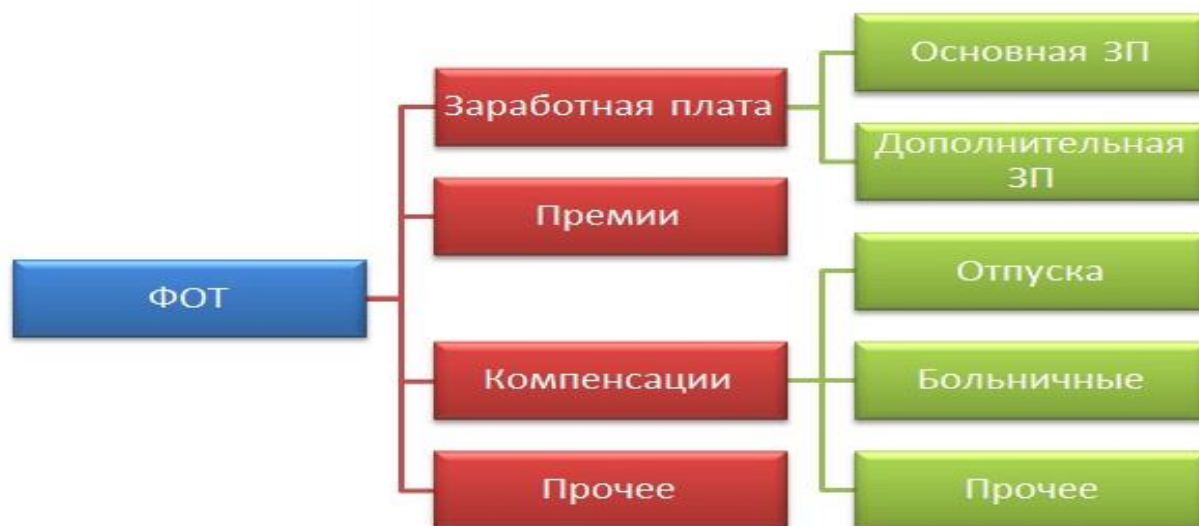 ФОТ
Заработная плата
Основная ЗП
Дополнительная
ЗП
Премии
Компенсации
Отпуска
Больничные
Прочее
Прочее